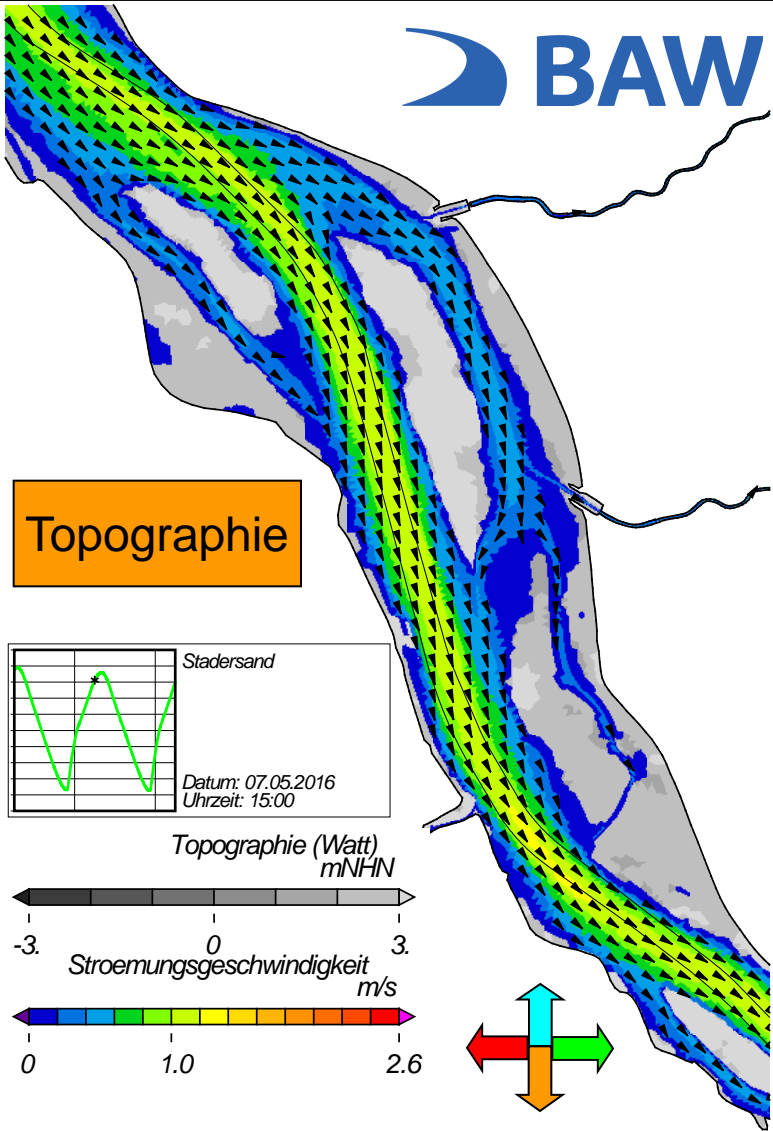 BAW
Topographie
Stadersand
Datum: 07.05.2016
Uhrzeit: 15:00
Topographie (Watt)
mNHN
-3. 0 3.
Stroemungsgeschwindigkeit
m/s
0 1.0 2.6